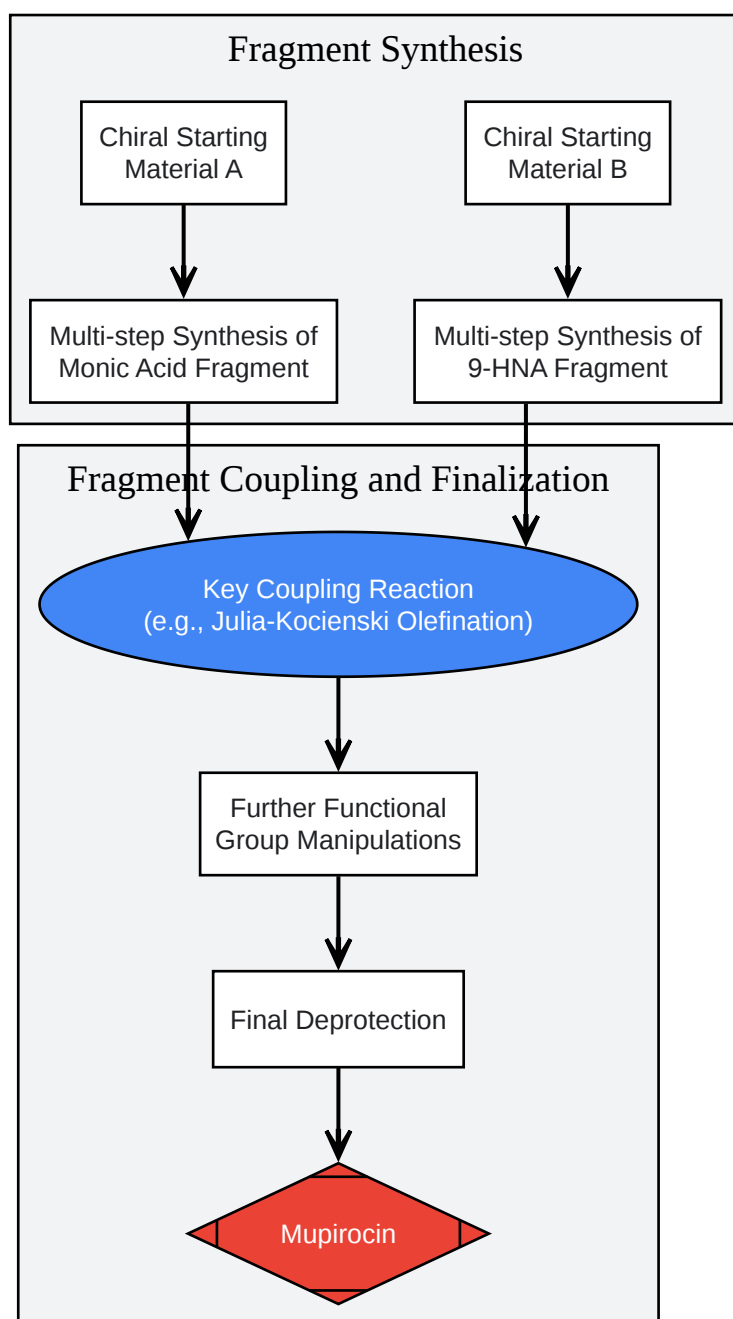 Fragment Synthesis
Chiral Starting
Material A
Chiral Starting
Material B
Multi-step Synthesis of
Monic Acid Fragment
Multi-step Synthesis of
9-HNA Fragment
Fragment Coupling and Finalization
Key Coupling Reaction
(e.g., Julia-Kocienski Olefination)
Further Functional
Group Manipulations
Final Deprotection
Mupirocin